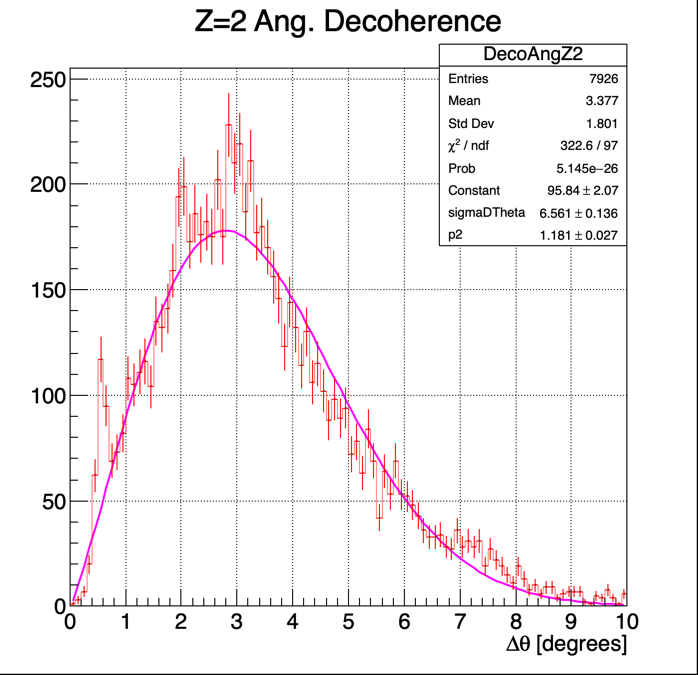 Z=2 Ang. Decoherence
DecoAngZ2
Entries 7926
Mean 3.377
Std Dev 1.801
χ² / ndf 322.6 / 97
Prob 5.145e−26
Constant 95.84 ± 2.07
sigmaDTheta 6.561 ± 0.136
p2 1.181 ± 0.027
250
200
150
100
50
0
0 1 2 3 4 5 6 7 8 9 10
Δθ [degrees]